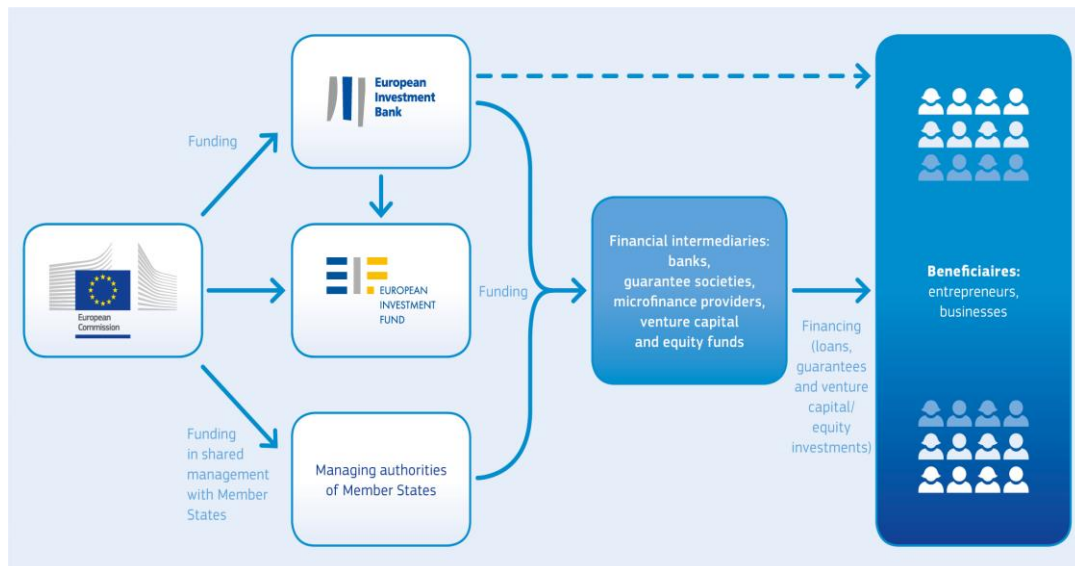 European
Investment
Bank
Funding
European
Commission
EUROPEAN
INVESTMENT
FUND
Funding
Funding
in shared
management
with Member
States
Managing authorities
of Member States
Financial intermediaries:
banks,
guarantee societies,
microfinance providers,
venture capital
and equity funds
Financing
(loans,
guarantees
and venture
capital/
equity
investments)
Beneficiaires:
entrepreneurs,
businesses